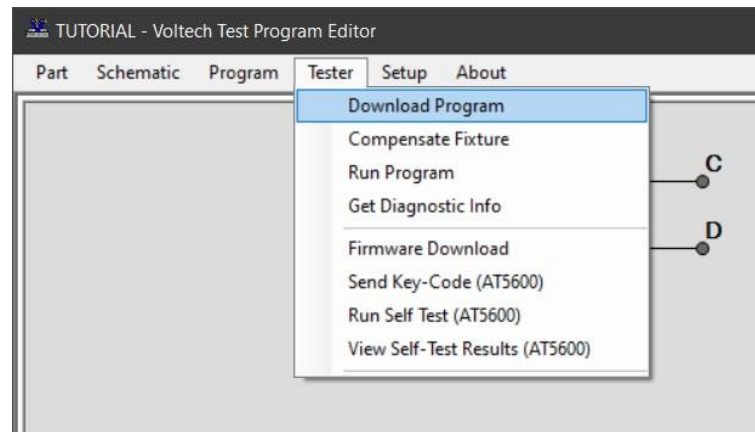 TUTORIAL - Voltech Test Program Editor
Part Schematic Program Tester Setup About
Download Program
Compensate Fixture
Run Program
Get Diagnostic Info
Firmware Download
Send Key-Code (AT5600)
Run Self Test (AT5600)
View Self-Test Results (AT5600)
C
D